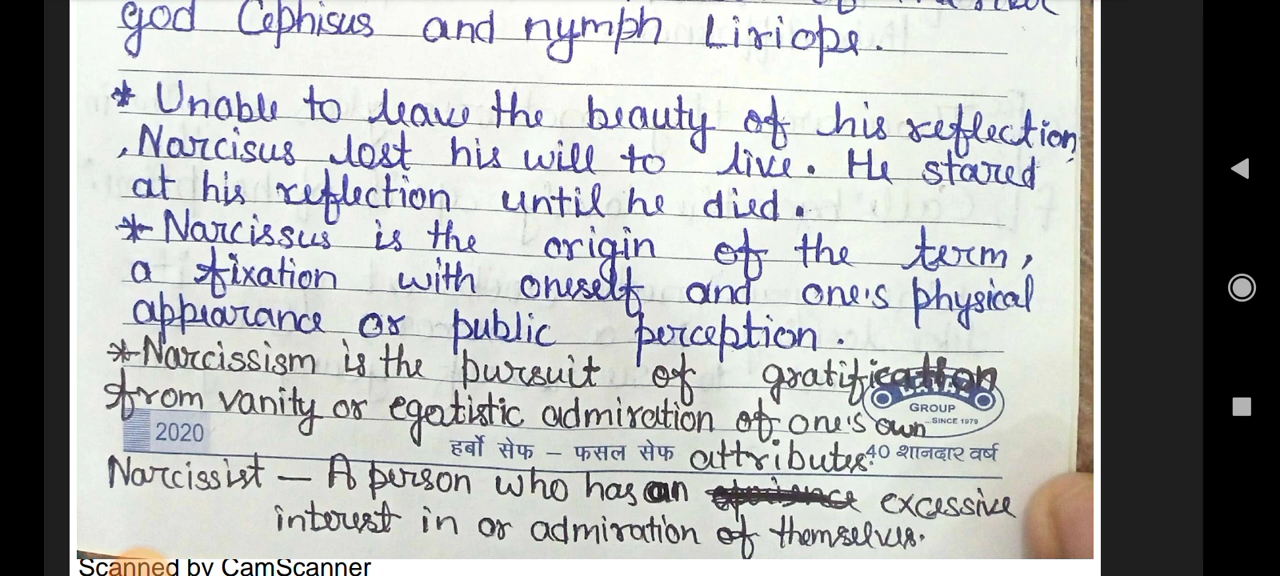 god Cephisus and nymph Liriope.
* Unable to leave the beauty of his reflection
, Narcisus lost his will to live. He stared
at his reflection until he died.
* Narcissus is the origin of the term,
a fixation with oneself and one's physical
appearance or public perception.
* Narcissism is the pursuit of gratification
from vanity or egatistic admiration of one's own
GROUP
SINCE 1979
2020
हर्बो सेफ – फसल सेफ
attributes.
40 शानदार वर्ष
Narcissist — A person who has an excessive
interest in or admiration of themselves.
Scanned by CamScanner